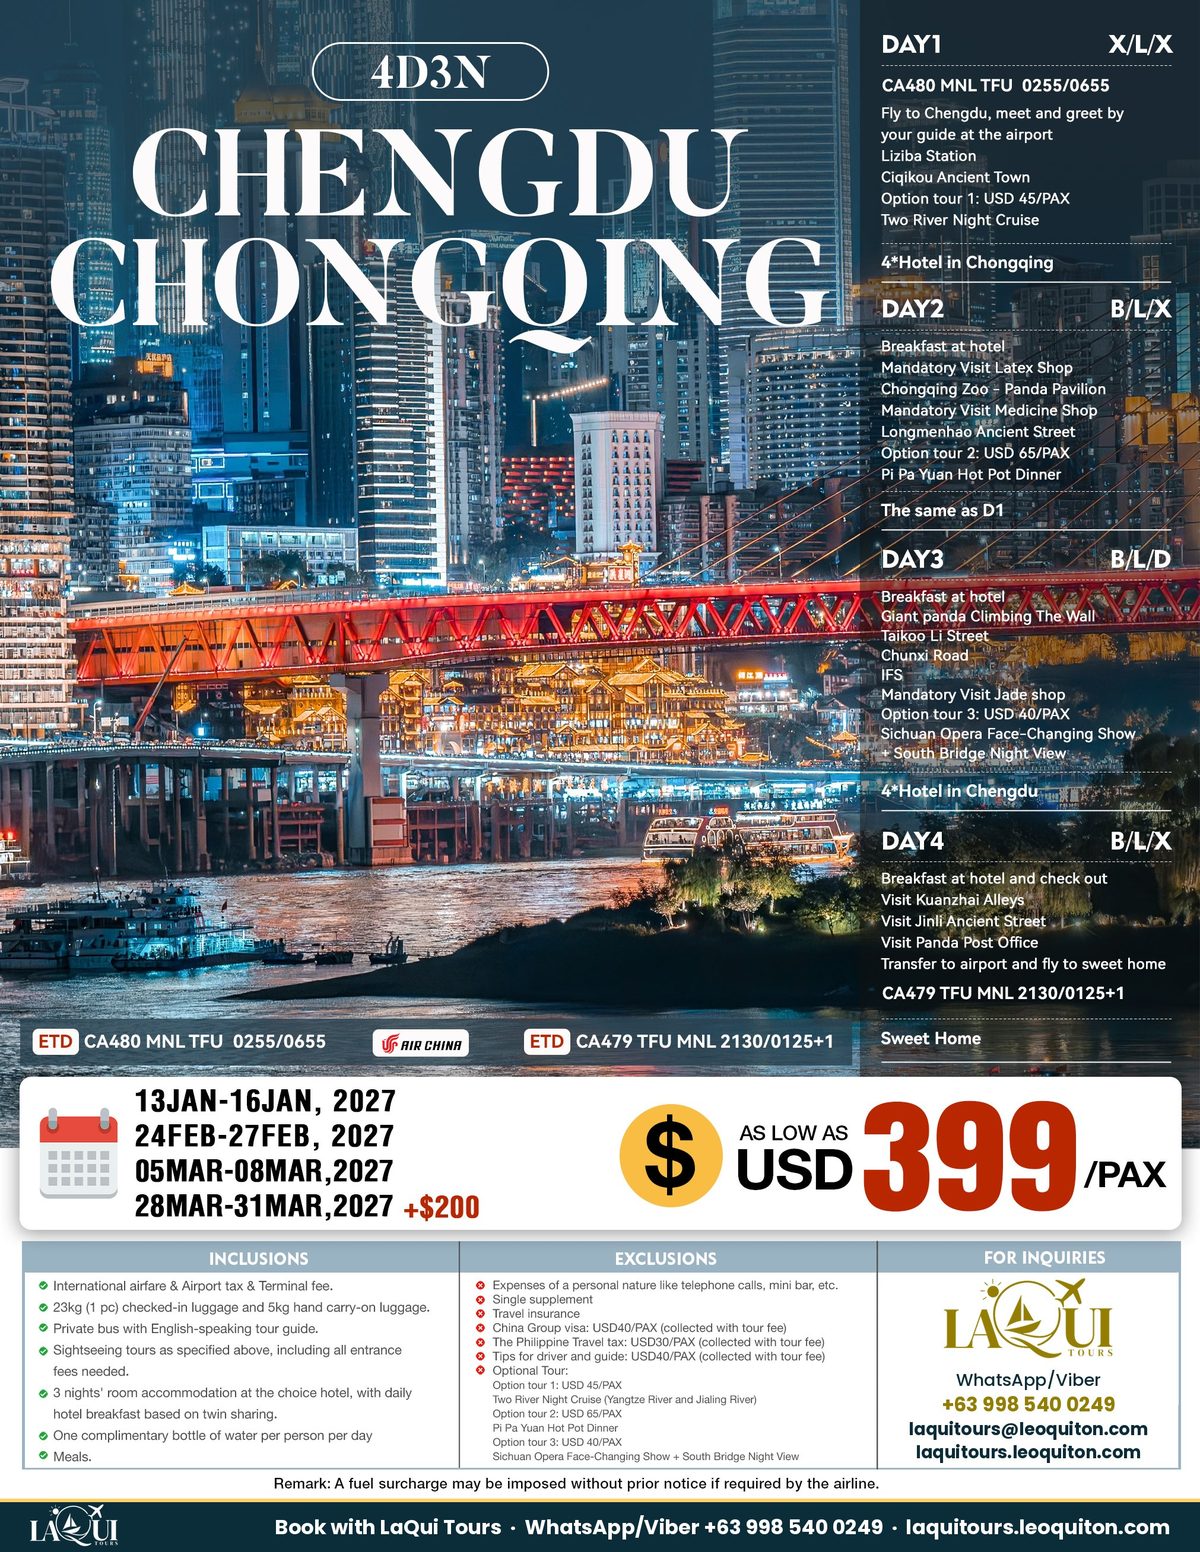 4D3N
CHENGDU
CHONGQING
DAY1 X/L/X
CA480 MNL TFU 0255/0655
Fly to Chengdu, meet and greet by
your guide at the airport
Liziba Station
Ciqikou Ancient Town
Option tour 1: USD 45/PAX
Two River Night Cruise
4*Hotel in Chongqing
DAY2 B/L/X
Breakfast at hotel
Mandatory Visit Latex Shop
Chongqing Zoo - Panda Pavilion
Mandatory Visit Medicine Shop
Longmenhao Ancient Street
Option tour 2: USD 65/PAX
Pi Pa Yuan Hot Pot Dinner
The same as D1
DAY3 B/L/D
Breakfast at hotel
Giant panda Climbing The Wall
Taikoo Li Street
Chunxi Road
IFS
Mandatory Visit Jade shop
Option tour 3: USD 40/PAX
Sichuan Opera Face-Changing Show
+ South Bridge Night View
4*Hotel in Chengdu
DAY4 B/L/X
Breakfast at hotel and check out
Visit Kuanzhai Alleys
Visit Jinli Ancient Street
Visit Panda Post Office
Transfer to airport and fly to sweet home
CA479 TFU MNL 2130/0125+1
Sweet Home
ETD CA480 MNL TFU 0255/0655
AIR CHINA
ETD CA479 TFU MNL 2130/0125+1
13JAN-16JAN, 2027
24FEB-27FEB, 2027
05MAR-08MAR,2027
28MAR-31MAR,2027 +$200
$
AS LOW AS
USD 399 /PAX
INCLUSIONS
International airfare & Airport tax & Terminal fee.
23kg (1 pc) checked-in luggage and 5kg hand carry-on luggage.
Private bus with English-speaking tour guide.
Sightseeing tours as specified above, including all entrance
fees needed.
3 nights' room accommodation at the choice hotel, with daily
hotel breakfast based on twin sharing.
One complimentary bottle of water per person per day
Meals.
EXCLUSIONS
Expenses of a personal nature like telephone calls, mini bar, etc.
Single supplement
Travel insurance
China Group visa: USD40/PAX (collected with tour fee)
The Philippine Travel tax: USD30/PAX (collected with tour fee)
Tips for driver and guide: USD40/PAX (collected with tour fee)
Optional Tour:
Option tour 1: USD 45/PAX
Two River Night Cruise (Yangtze River and Jialing River)
Option tour 2: USD 65/PAX
Pi Pa Yuan Hot Pot Dinner
Option tour 3: USD 40/PAX
Sichuan Opera Face-Changing Show + South Bridge Night View
FOR INQUIRIES
LAQUI
TOURS
WhatsApp/Viber
+63 998 540 0249
laquitours@leoquiton.com
laquitours.leoquiton.com
Remark: A fuel surcharge may be imposed without prior notice if required by the airline.
LAQUI
TOURS
Book with LaQui Tours · WhatsApp/Viber +63 998 540 0249 · laquitours.leoquiton.com